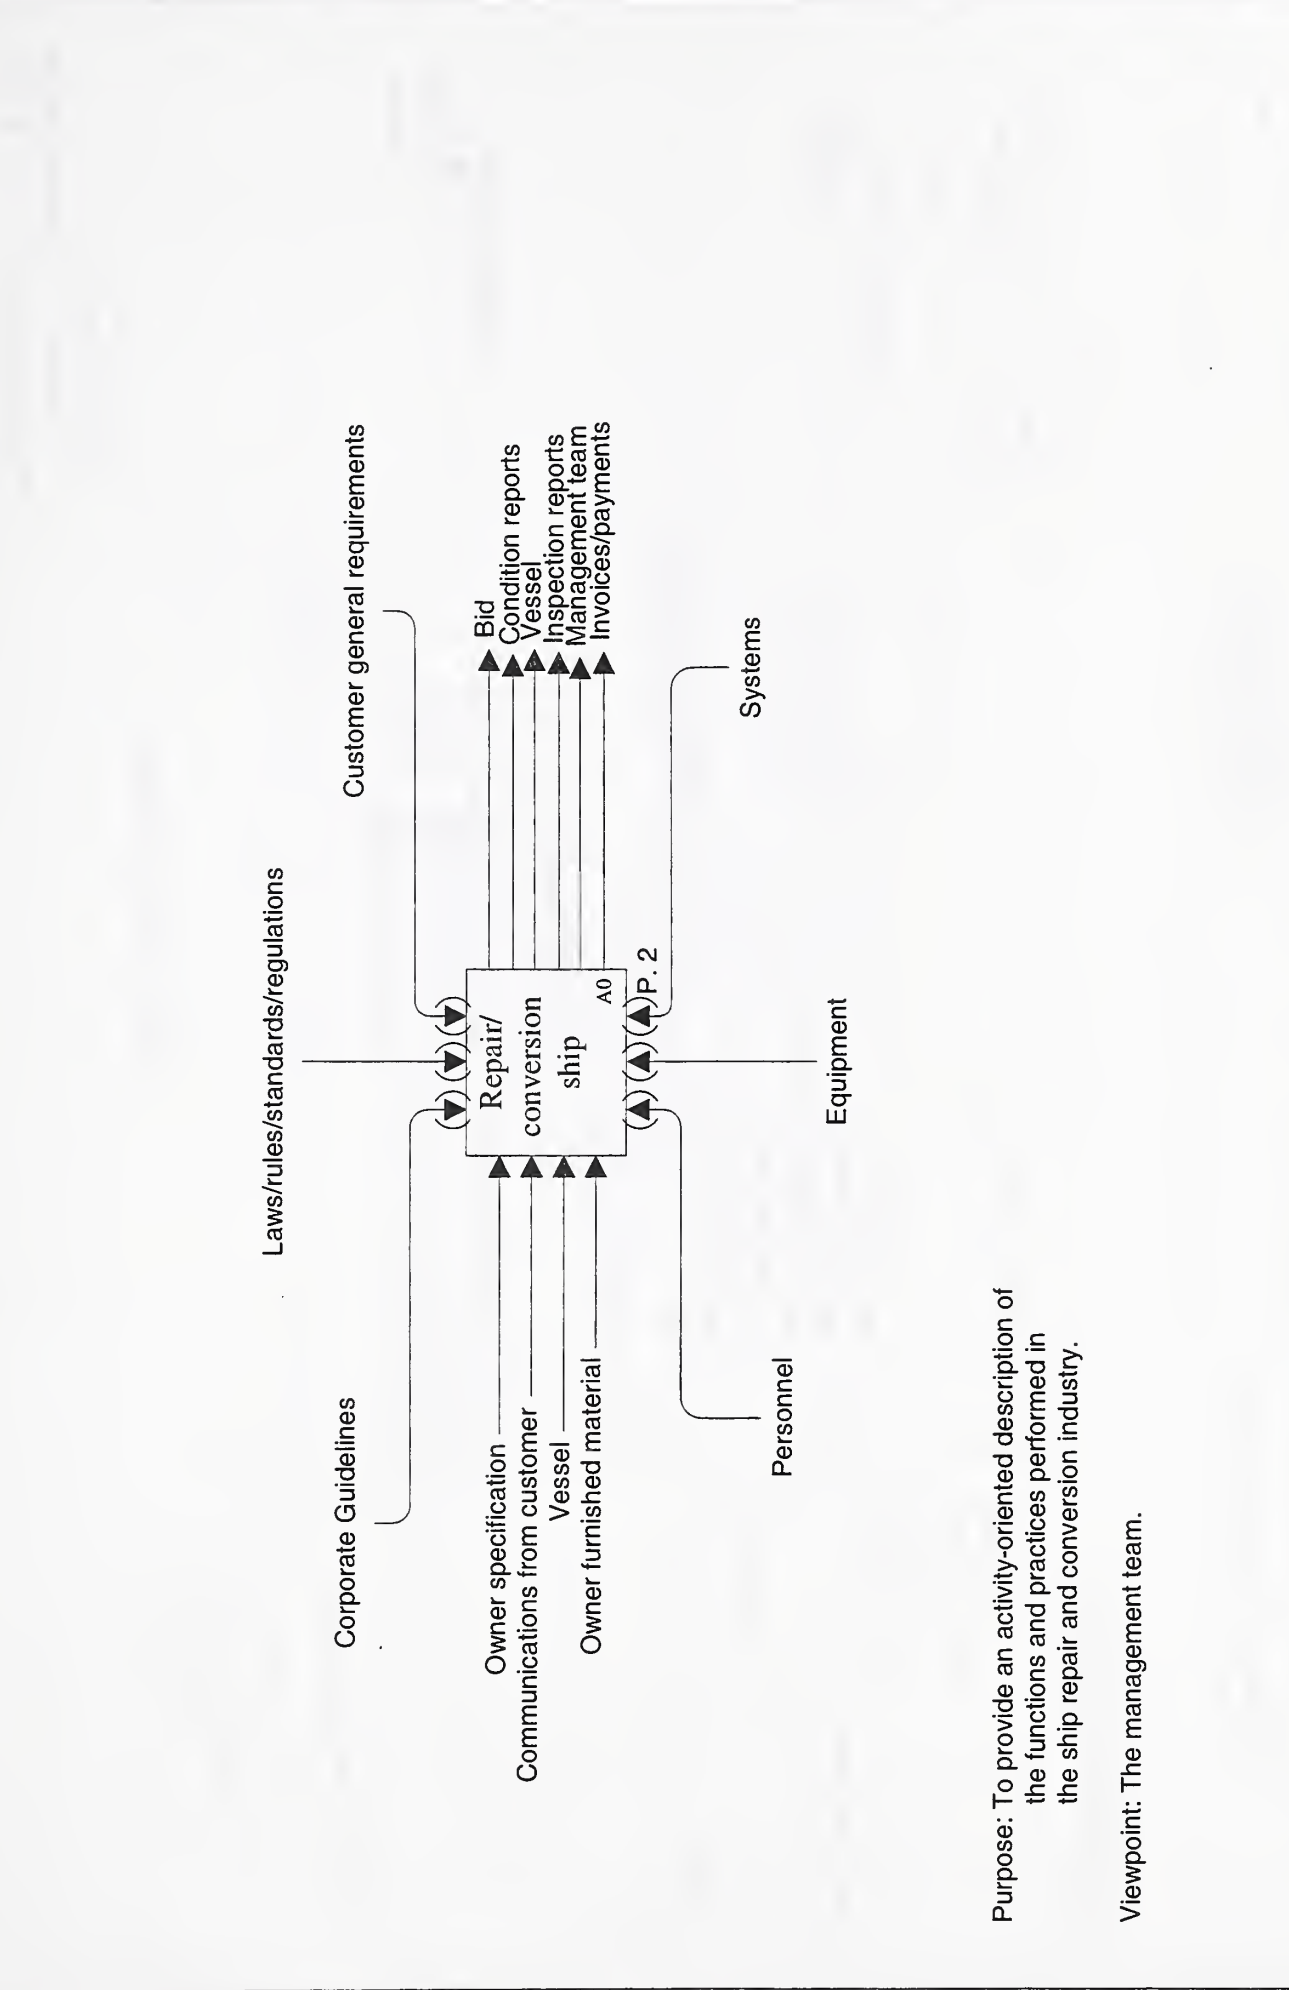 Laws/rules/standards/regulations
Corporate Guidelines
Customer general requirements
Owner specification
Communications from customer
Vessel
Owner furnished material
Repair/
conversion
ship
A0
P. 2
Bid
Condition reports
Vessel
Inspection reports
Management team
Invoices/payments
Personnel
Equipment
Systems
Purpose: To provide an activity-oriented description of
the functions and practices performed in
the ship repair and conversion industry.
Viewpoint: The management team.